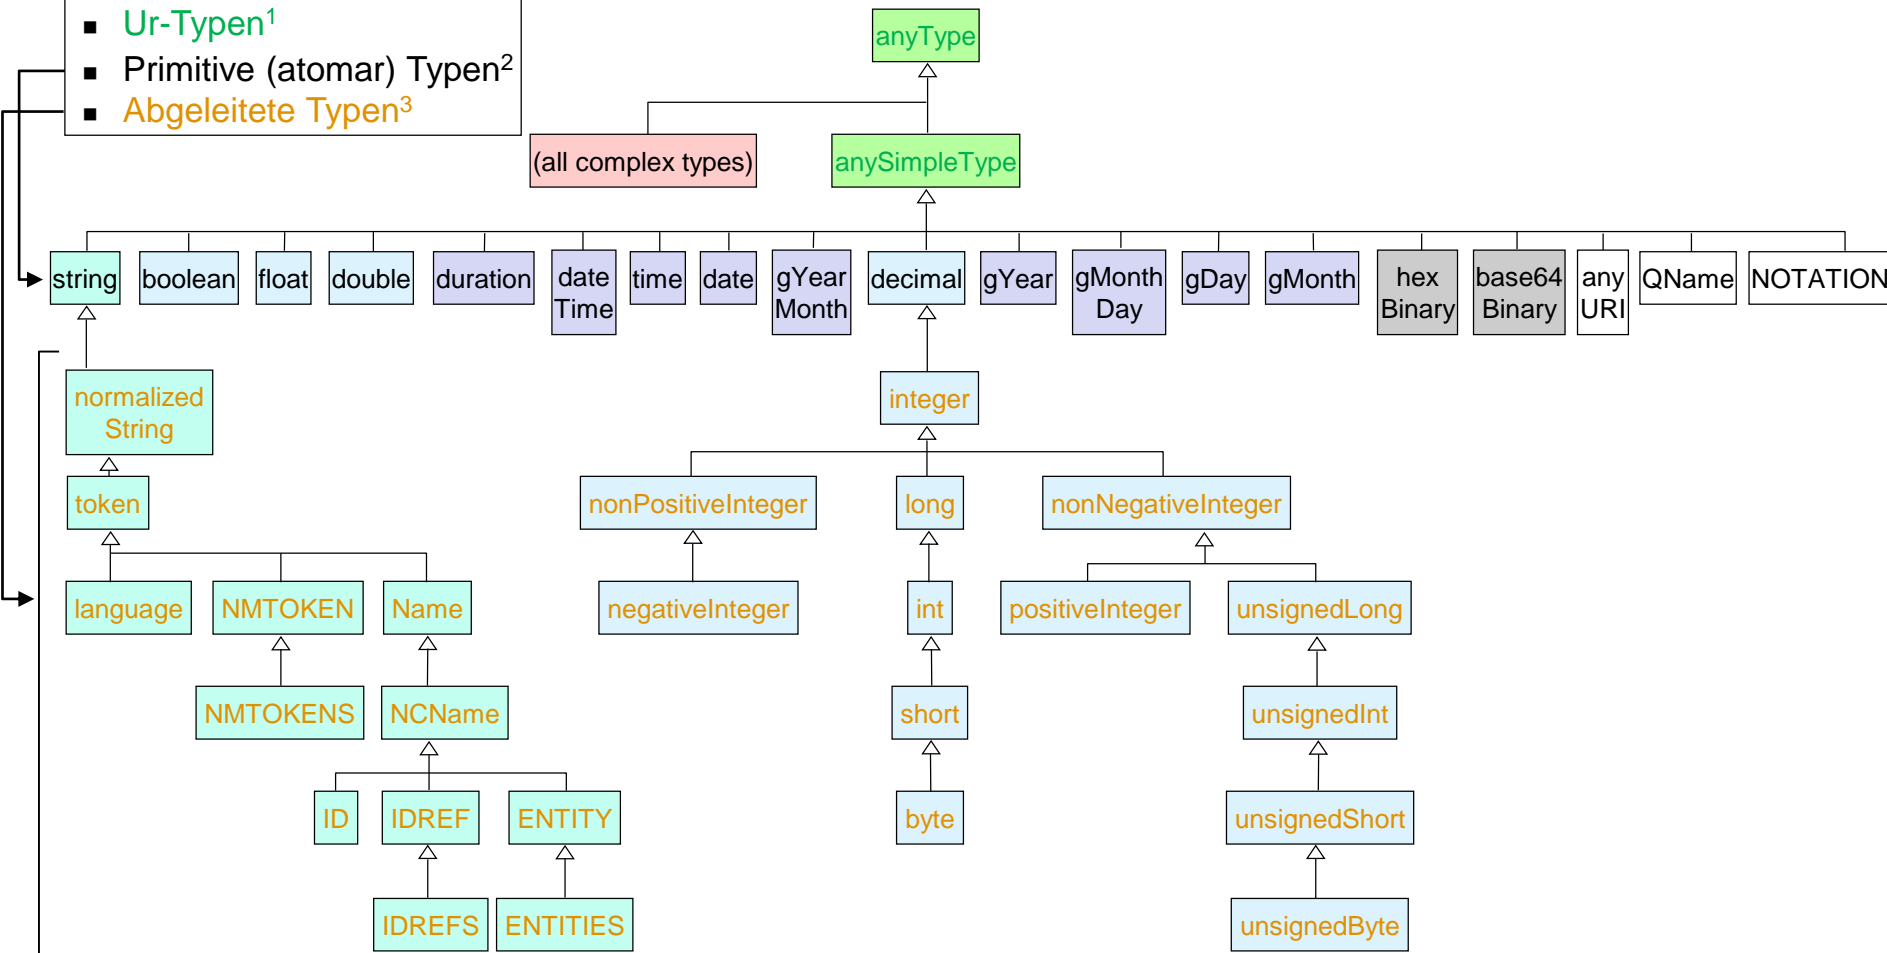 ▪ Ur-Typen¹
▪ Primitive (atomar) Typen²
▪ Abgeleitete Typen³
anyType
(all complex types)
anySimpleType
string
boolean
float
double
duration
date
Time
time
date
gYear
Month
decimal
gYear
gMonth
Day
gDay
gMonth
hex
Binary
base64
Binary
any
URI
QName
NOTATION
normalized
String
integer
token
nonPositiveInteger
long
nonNegativeInteger
language
NMTOKEN
Name
negativeInteger
int
positiveInteger
unsignedLong
NMTOKENS
NCName
short
unsignedInt
ID
IDREF
ENTITY
byte
unsignedShort
IDREFS
ENTITIES
unsignedByte